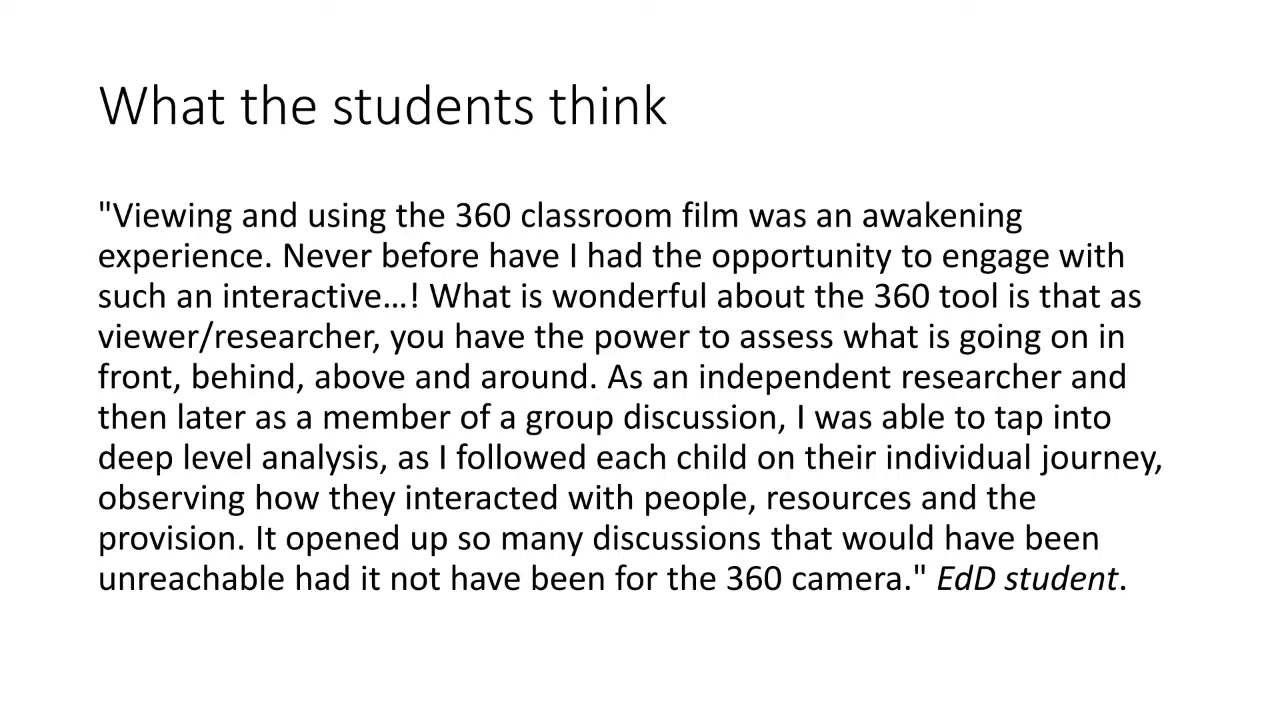 What the students think
"Viewing and using the 360 classroom film was an awakening
experience. Never before have I had the opportunity to engage with
such an interactive…! What is wonderful about the 360 tool is that as
viewer/researcher, you have the power to assess what is going on in
front, behind, above and around. As an independent researcher and
then later as a member of a group discussion, I was able to tap into
deep level analysis, as I followed each child on their individual journey,
observing how they interacted with people, resources and the
provision. It opened up so many discussions that would have been
unreachable had it not have been for the 360 camera." EdD student.